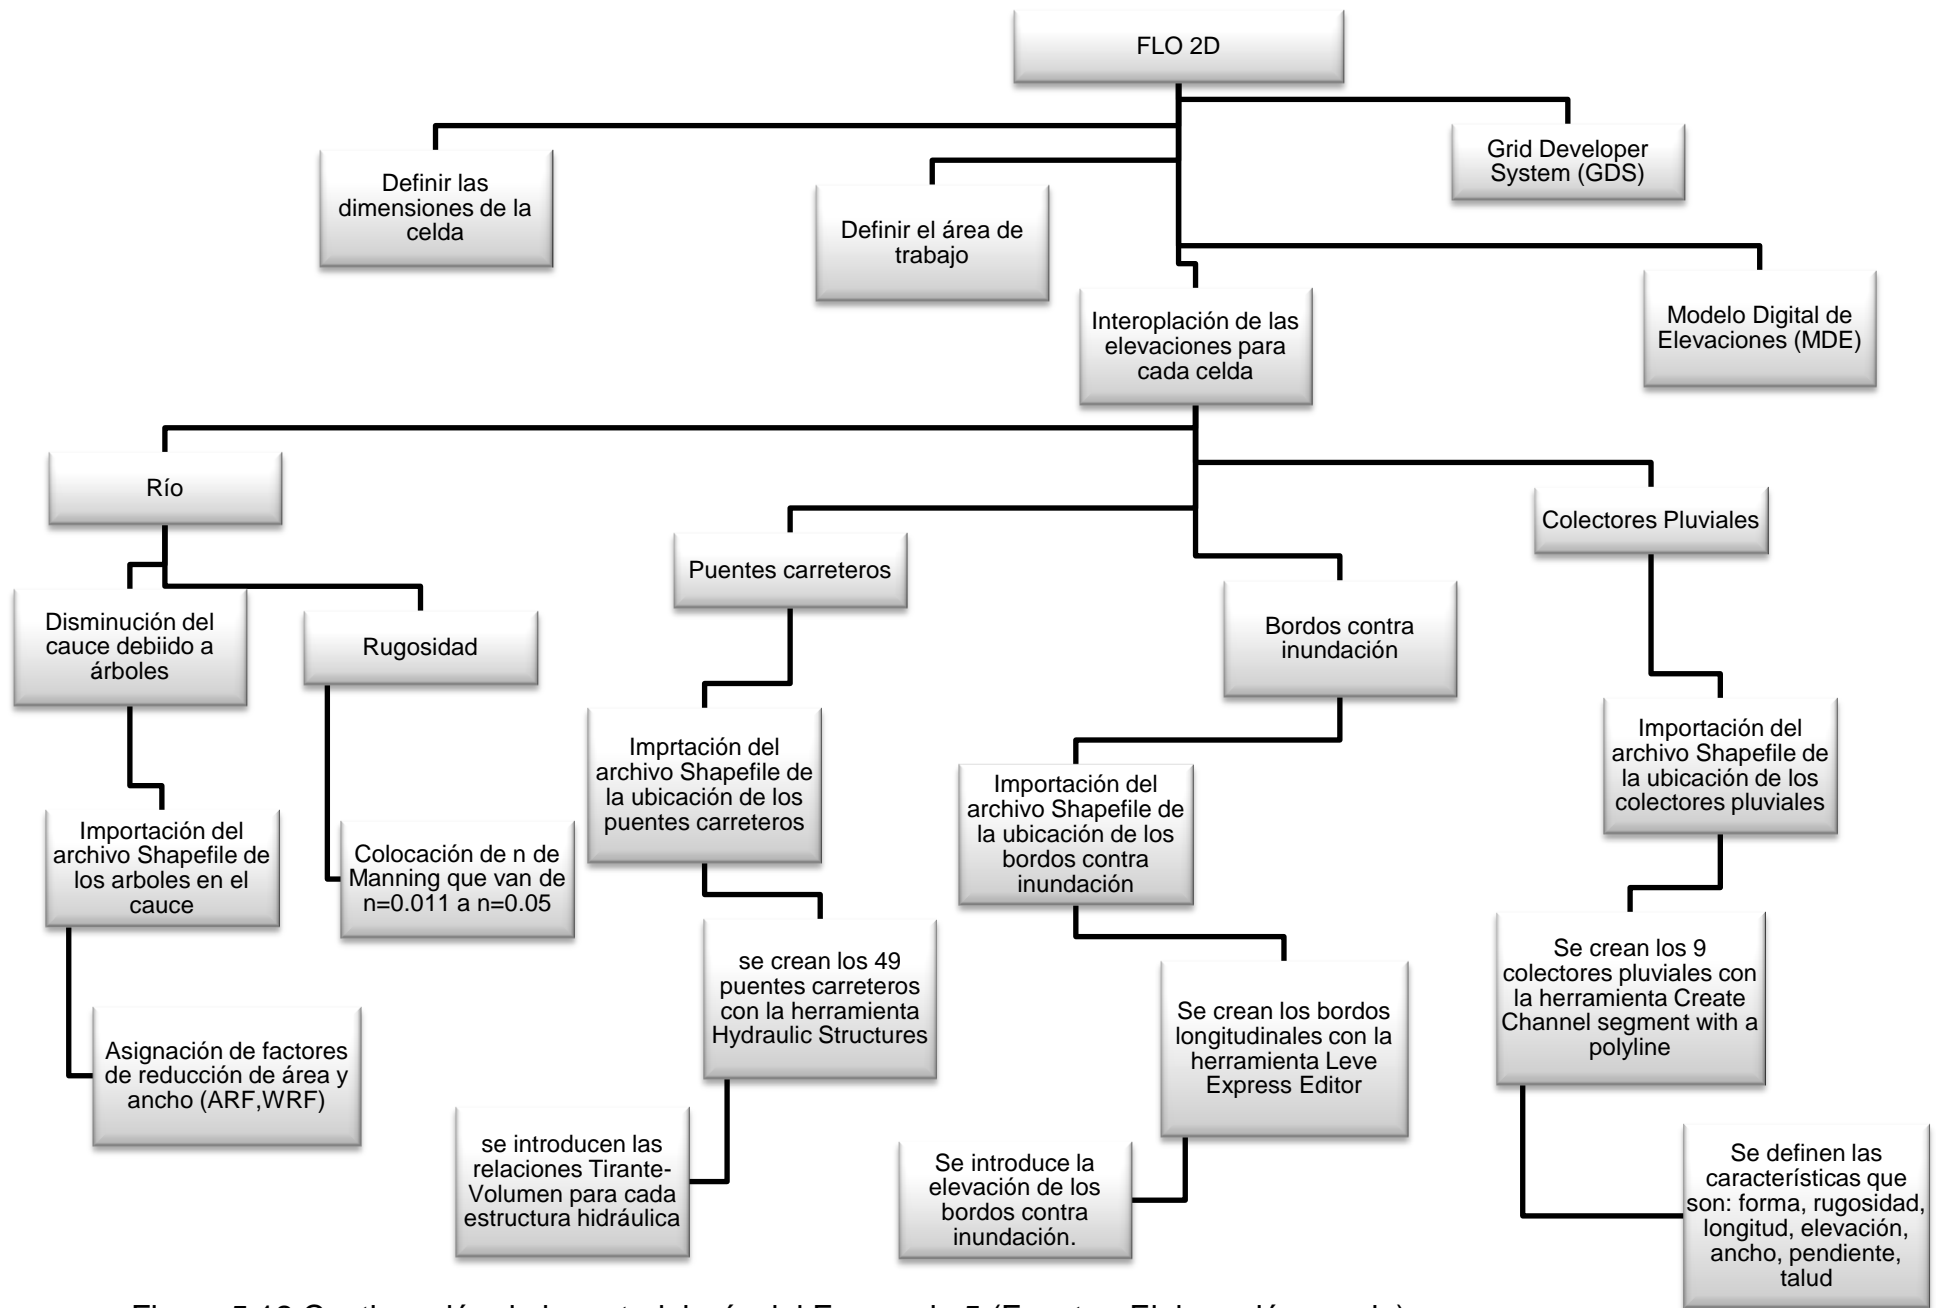 FLO 2D
Grid Developer
System (GDS)
Definir las
dimensiones de la
celda
Definir el área de
trabajo
Interoplación de las
elevaciones para
cada celda
Modelo Digital de
Elevaciones (MDE)
Río
Colectores Pluviales
Puentes carreteros
Bordos contra
inundación
Disminución del
cauce debiido a
árboles
Rugosidad
Imprtación del
archivo Shapefile de
la ubicación de los
puentes carreteros
Importación del
archivo Shapefile de
la ubicación de los
bordos contra
inundación
Importación del
archivo Shapefile de
la ubicación de los
colectores pluviales
Importación del
archivo Shapefile de
los arboles en el
cauce
Colocación de n de
Manning que van de
n=0.011 a n=0.05
se crean los 49
puentes carreteros
con la herramienta
Hydraulic Structures
Se crean los bordos
longitudinales con la
herramienta Leve
Express Editor
Se crean los 9
colectores pluviales con
la herramienta Create
Channel segment with a
polyline
Asignación de factores
de reducción de área y
ancho (ARF,WRF)
se introducen las
relaciones Tirante-
Volumen para cada
estructura hidráulica
Se introduce la
elevación de los
bordos contra
inundación.
Se definen las
características que
son: forma, rugosidad,
longitud, elevación,
ancho, pendiente,
talud